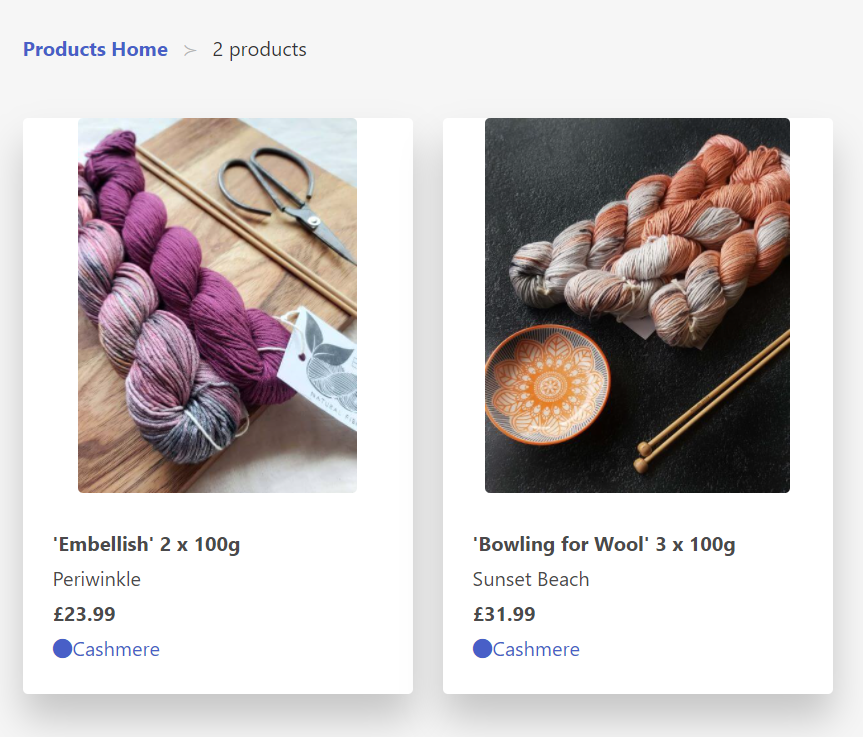 Products Home ≻ 2 products
'Embellish' 2 x 100g
Periwinkle
£23.99
Cashmere
'Bowling for Wool' 3 x 100g
Sunset Beach
£31.99
Cashmere
NATURAL